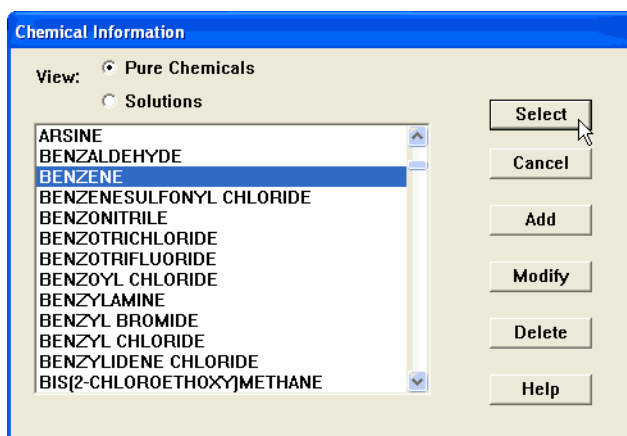 Chemical Information
View:
Pure Chemicals
Solutions
ARSINE
BENZALDEHYDE
BENZENE
BENZENESULFONYL CHLORIDE
BENZONITRILE
BENZOTRICHLORIDE
BENZOTRIFLUORIDE
BENZOYL CHLORIDE
BENZYLAMINE
BENZYL BROMIDE
BENZYL CHLORIDE
BENZYLIDENE CHLORIDE
BIS(2-CHLOROETHOXY)METHANE
Select
Cancel
Add
Modify
Delete
Help